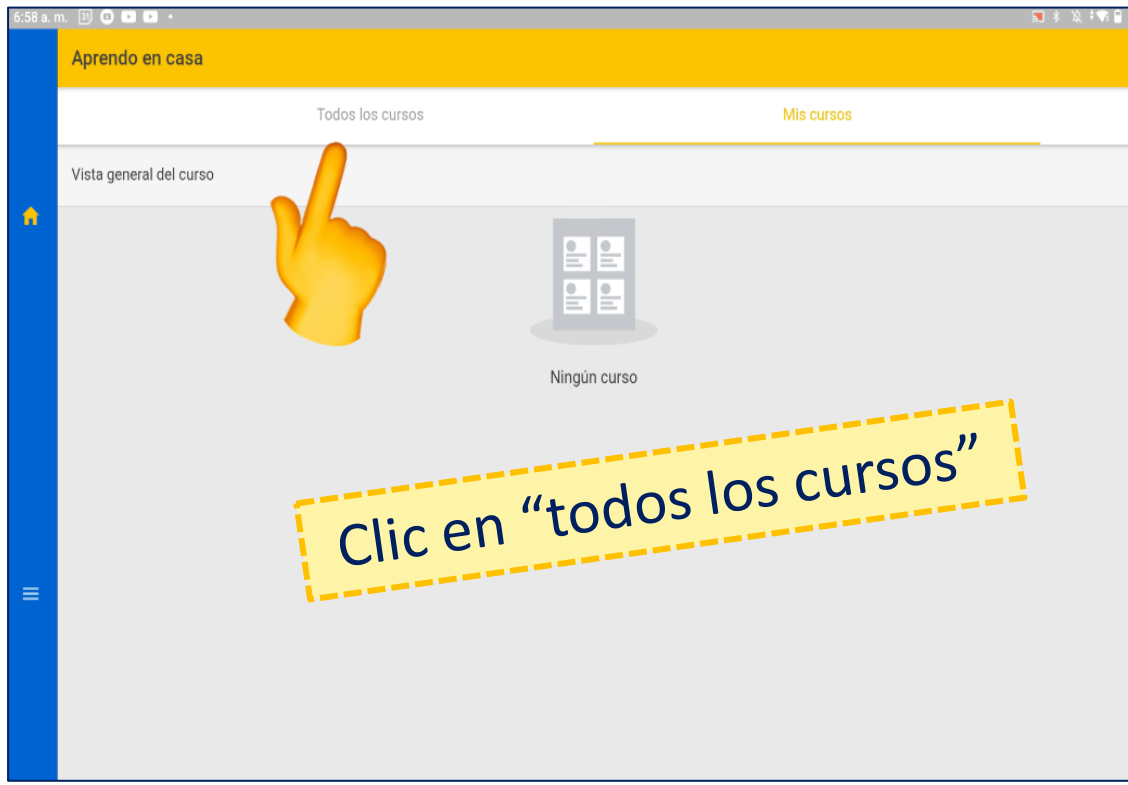 6:58 a. m.
Aprendo en casa
Todos los cursos
Mis cursos
Vista general del curso
Ningún curso
Clic en “todos los cursos”